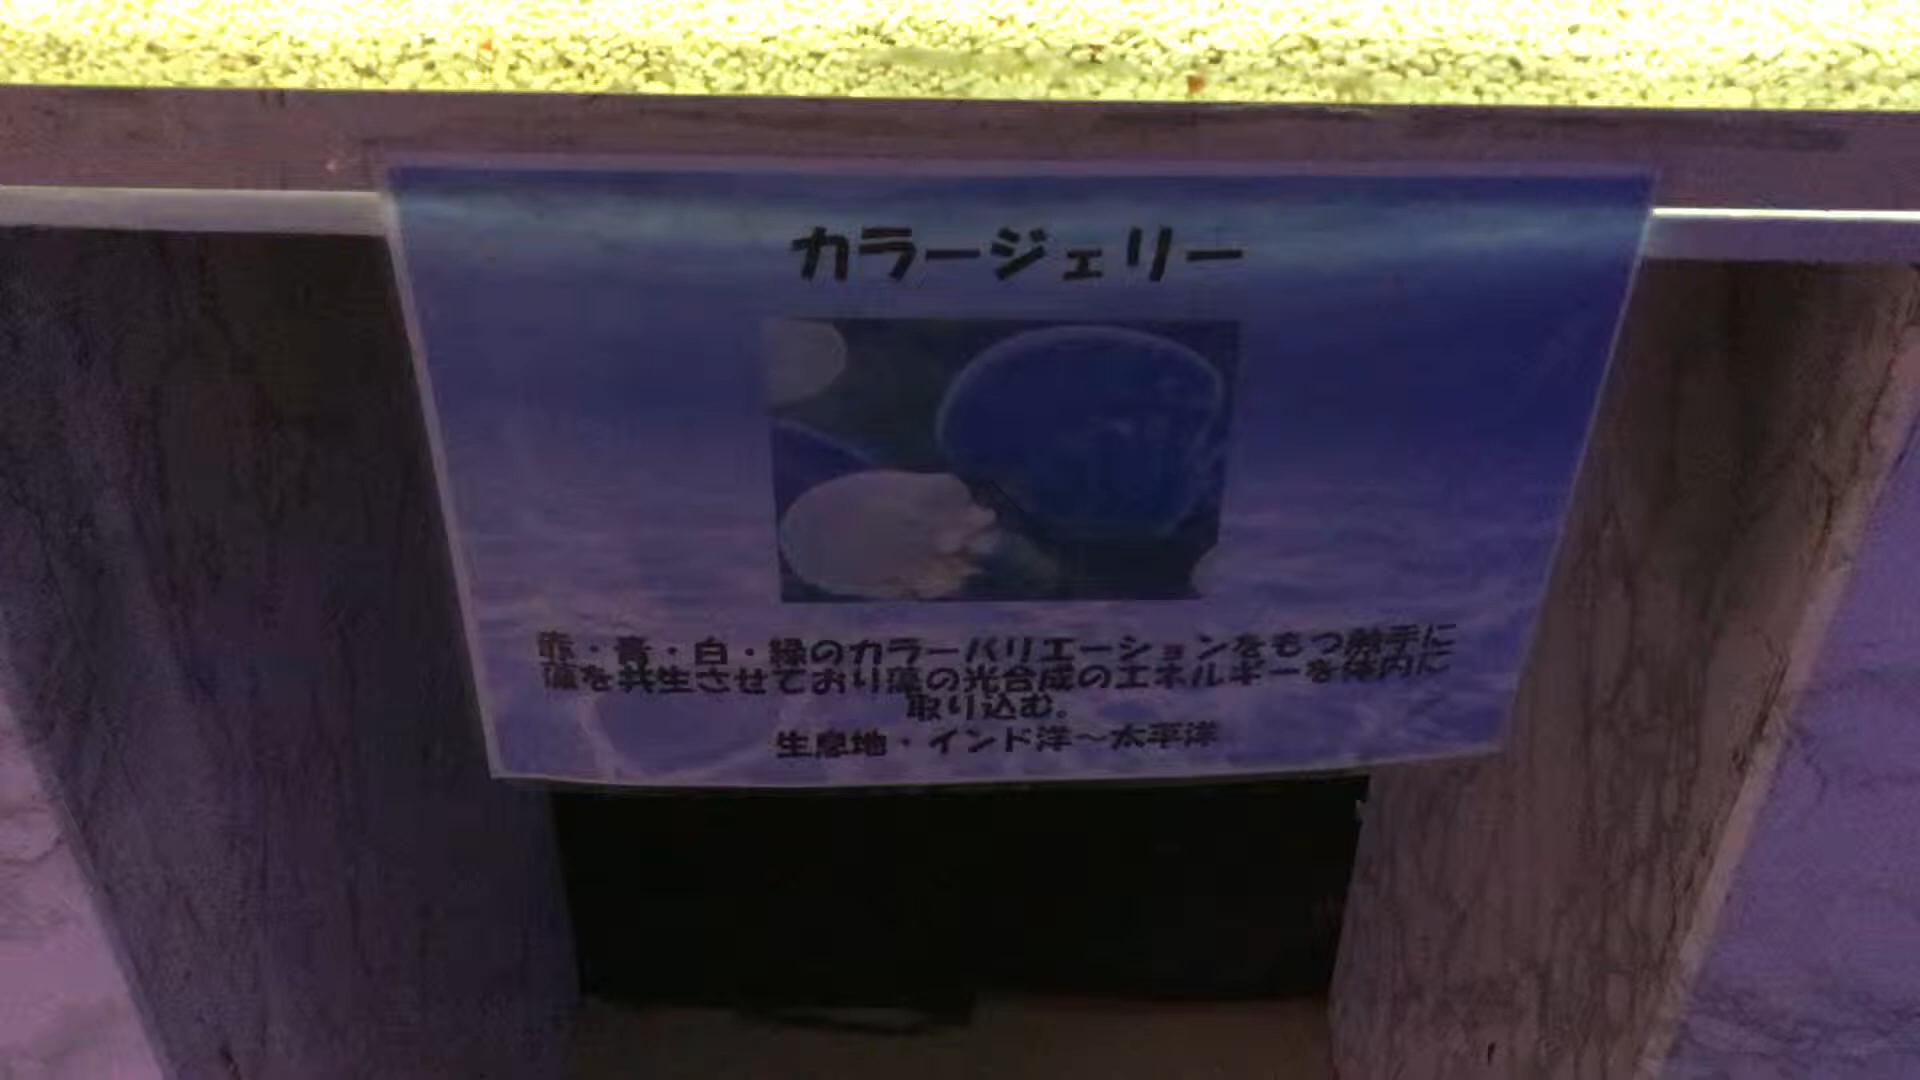 カラージェリー
赤・青・白・緑のカラーバリエーションをもつ触手に
藻を共生させており藻の光合成のエネルギーを体内に
取り込む。
生息地・インド洋～太平洋